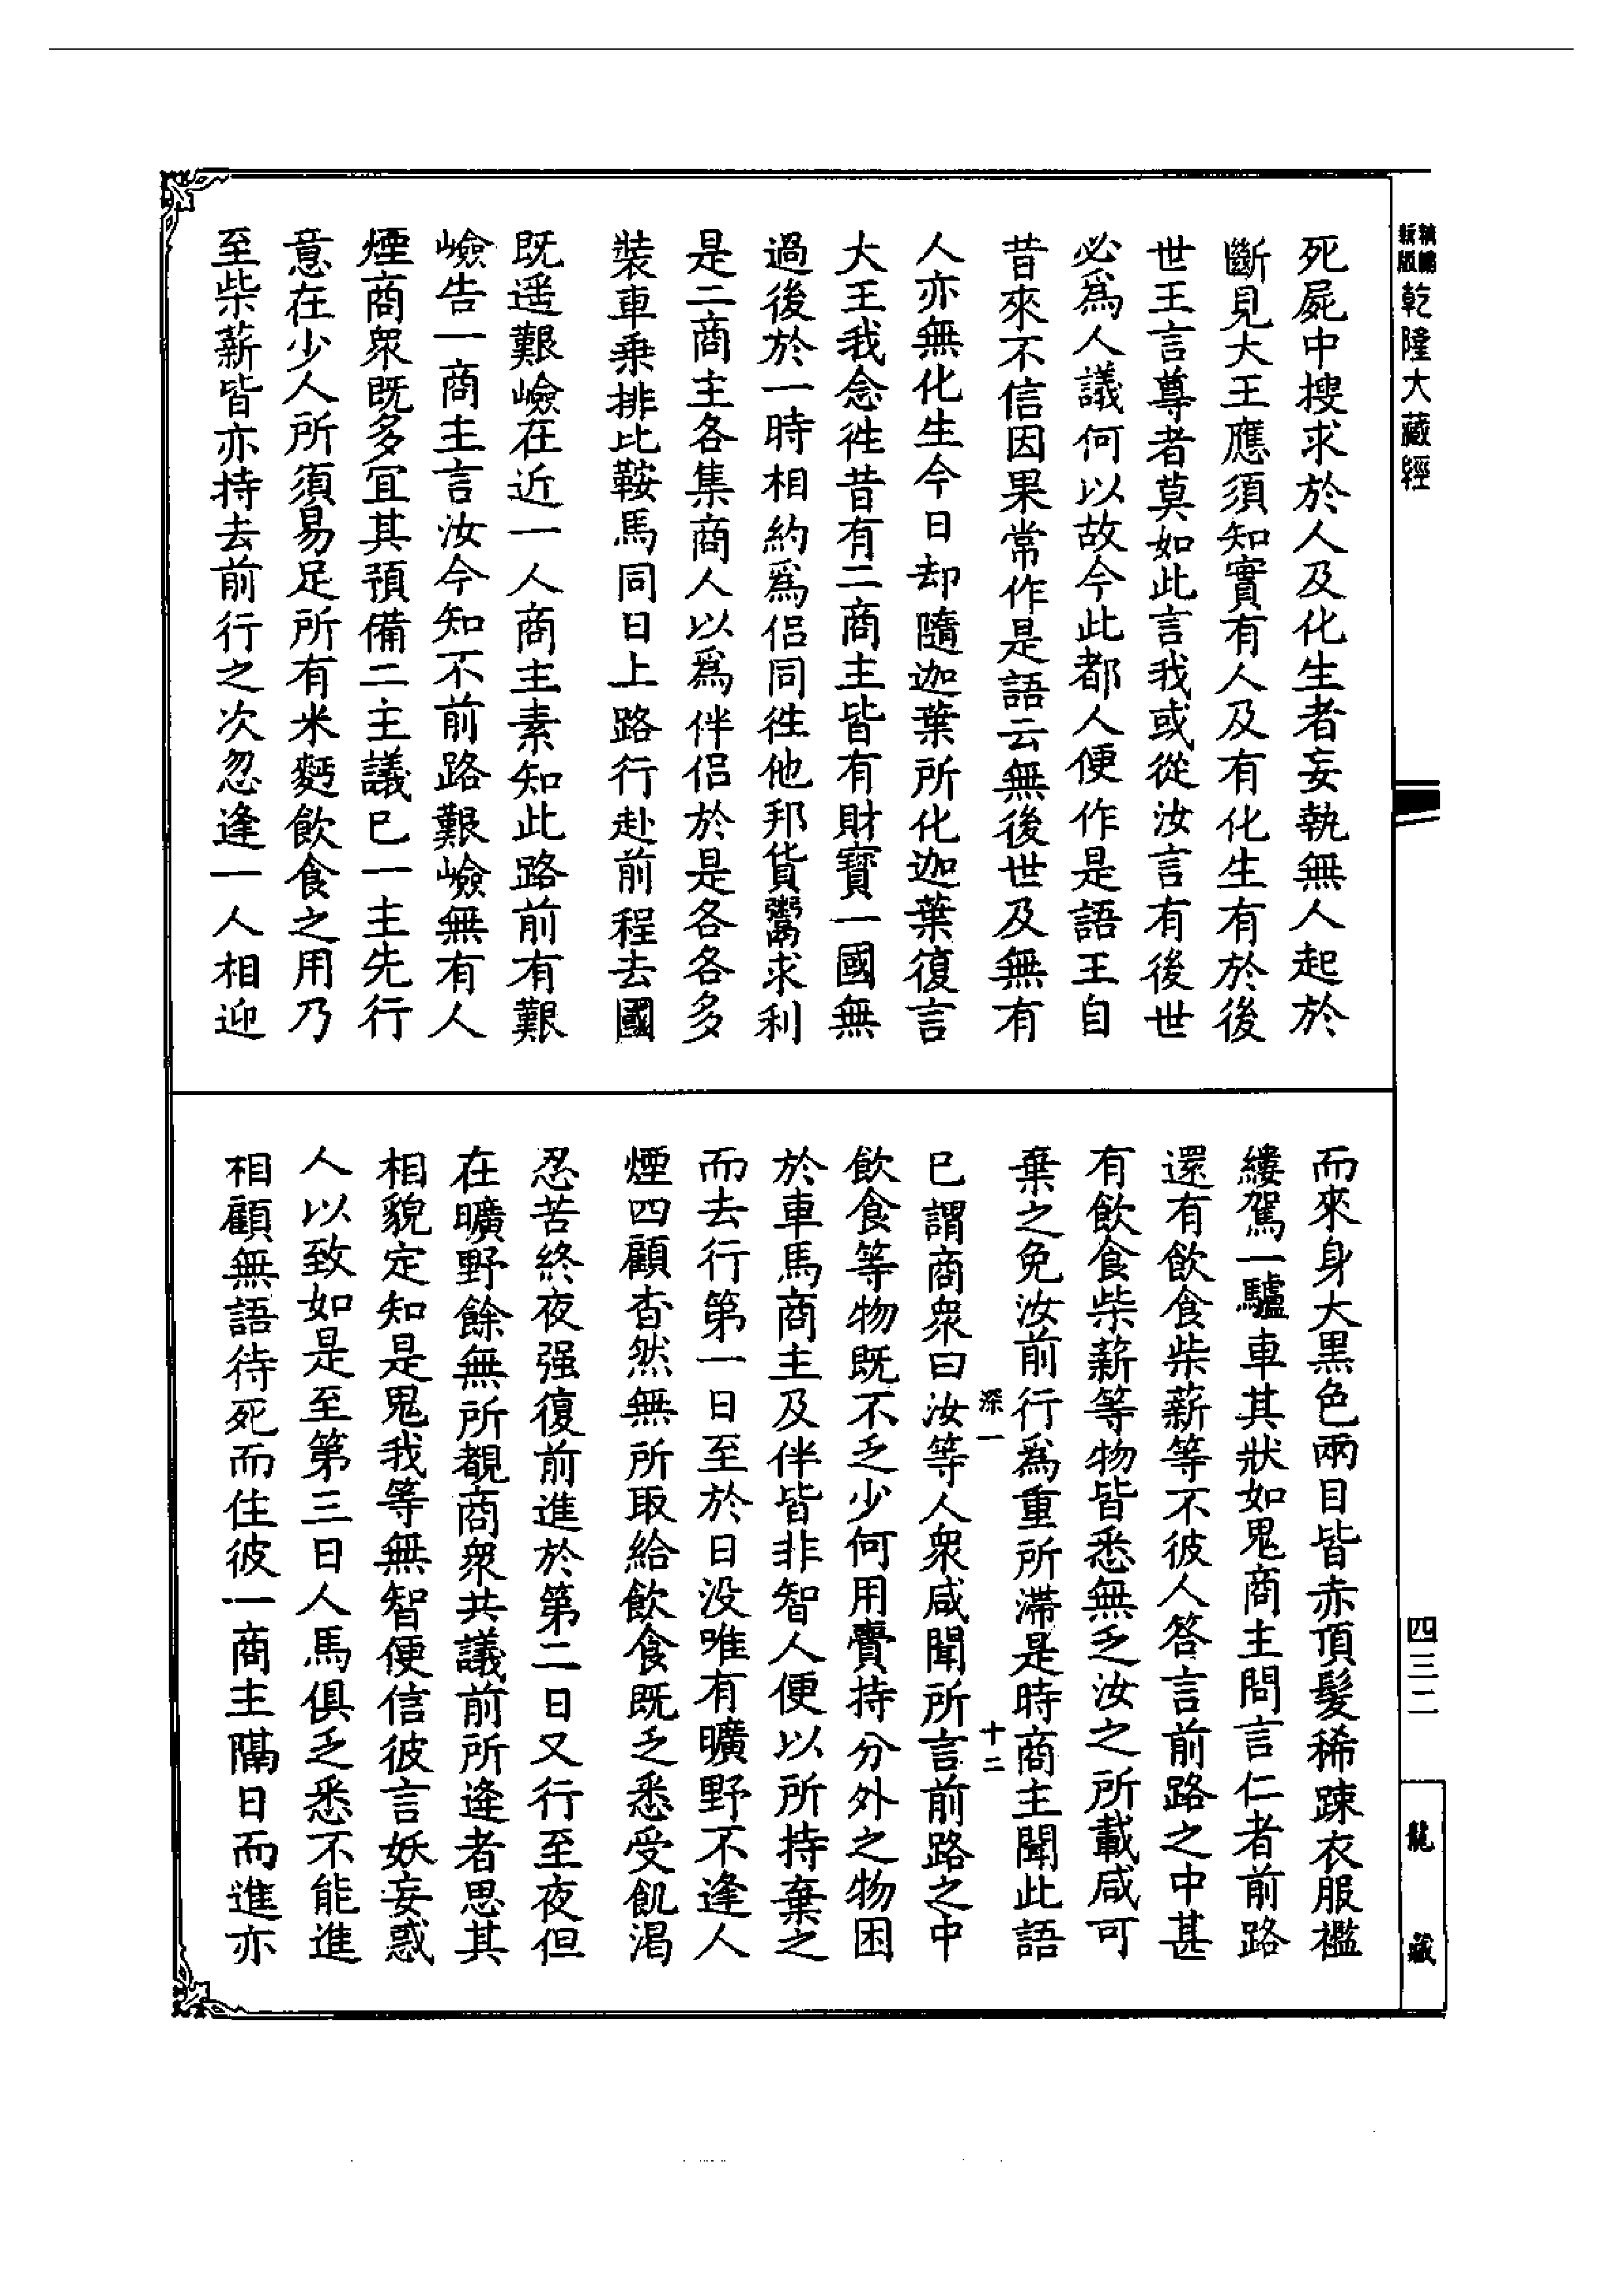 精編新版乾隆大藏經
死屍中搜求於人及化生者妄執無人起於
斷見大王應須知實有人及有化生有於後
世王言尊者莫如此言我或從汝言有後世
必爲人議何以故今此都人便作是語王自
昔來不信因果常作是語云無後世及無有
人亦無化生今日却隨迦葉所化迦葉復言
大王我念徃昔有二商主皆有財寶一國無
過後於一時相約爲侣同徃他邦貨鬻求利
是二商主各集商人以爲伴侣於是各各多
裝車乘排比鞍馬同日上路行赴前程去國
既遥艱嶮在近一人商主素知此路前有艱
嶮告一商主言汝今知不前路艱嶮無有人
煙商衆既多宜其預備二主議已一主先行
意在少人所須易足所有米麫飲食之用乃
至柴薪皆亦持去前行之次忽逢一人相迎
而來身大黒色兩目皆赤頂髮稀踈衣服襤
縷駕一驢車其狀如鬼商主問言仁者前路
還有飲食柴薪等不彼人答言前路之中甚
有飲食柴薪等物皆悉無乏汝之所載咸可
棄之免汝前行爲重所滯是時商主聞此語
深一 十二
已謂商衆曰汝等人衆咸聞所言前路之中
飲食等物既不乏少何用賫持分外之物困
於車馬商主及伴皆非智人便以所持棄之
而去行第一日至於日没唯有曠野不逢人
煙四顧杳然無所取給飲食既乏悉受飢渴
忍苦終夜强復前進於第二日又行至夜但
在曠野餘無所覩商衆共議前所逢者思其
相貌定知是鬼我等無智便信彼言妖妄惑
人以致如是至第三日人馬俱乏悉不能進
相顧無語待死而住彼一商主隔日而進亦
四三二
龍藏